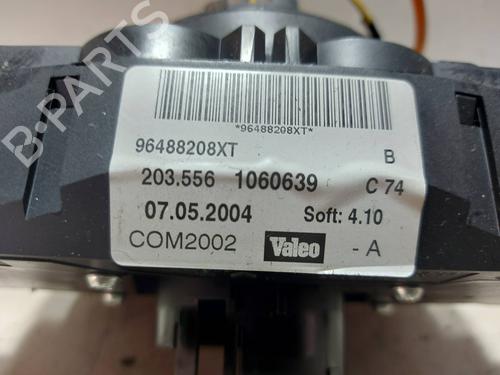 *96488208XT*
96488208XT B
203.556 1060639 C 74
07.05.2004 Soft: 4.10
COM2002 Valeo - A
B-PARTS